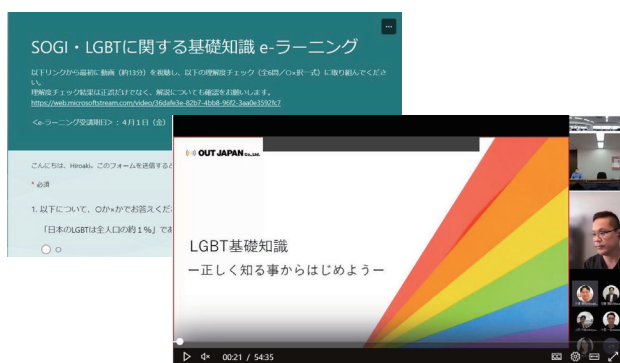 SOGI・LGBTに関する基礎知識 e-ラーニング
以下リンクから最初に動画（約13分）を視聴し、以下の理解度チェック（全6問／○×択一式）に取り組んでください。
理解度チェック結果は正誤だけでなく、解説についても確認をお願いします。
https://web.microsoftstream.com/video/36dafe3e-82b7-4bb8-96f2-3aa0e3592fc7
<e-ラーニング受講期日>：4月1日（金）
こんにちは、Hiroaki。このフォームを送信すると
* 必須
1. 以下について、○か×かでお答えくだ
「日本のLGBTは全人口の約1％」であ
○
OUT JAPAN Co.,Ltd.
LGBT基礎知識
ー正しく知る事からはじめようー
00:21 / 54:35